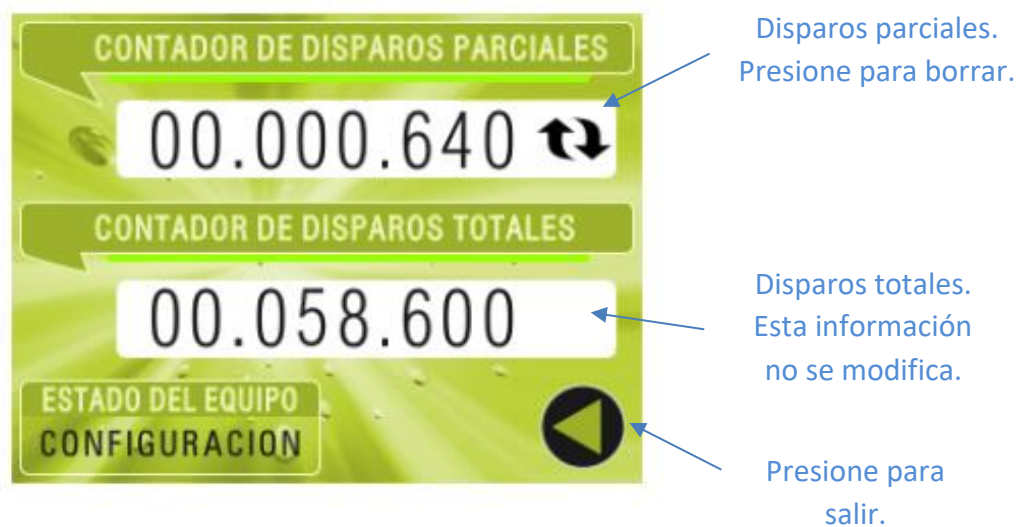 CONTADOR DE DISPAROS PARCIALES
00.000.640
CONTADOR DE DISPAROS TOTALES
00.058.600
ESTADO DEL EQUIPO
CONFIGURACION
Disparos parciales.
Presione para borrar.
Disparos totales.
Esta información
no se modifica.
Presione para
salir.